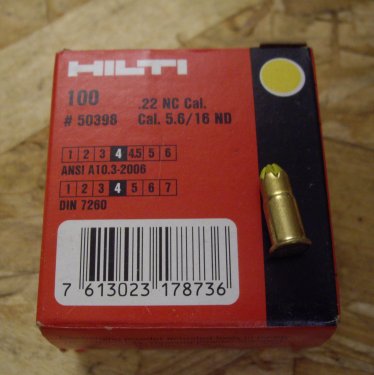 HILTI
100 .22 NC Cal.
# 50398 Cal. 5.6/16 ND
1 2 3 4 4.5 5 6
ANSI A10.3-2006
1 2 3 4 5 6 7
DIN 7260
7 613023 178736